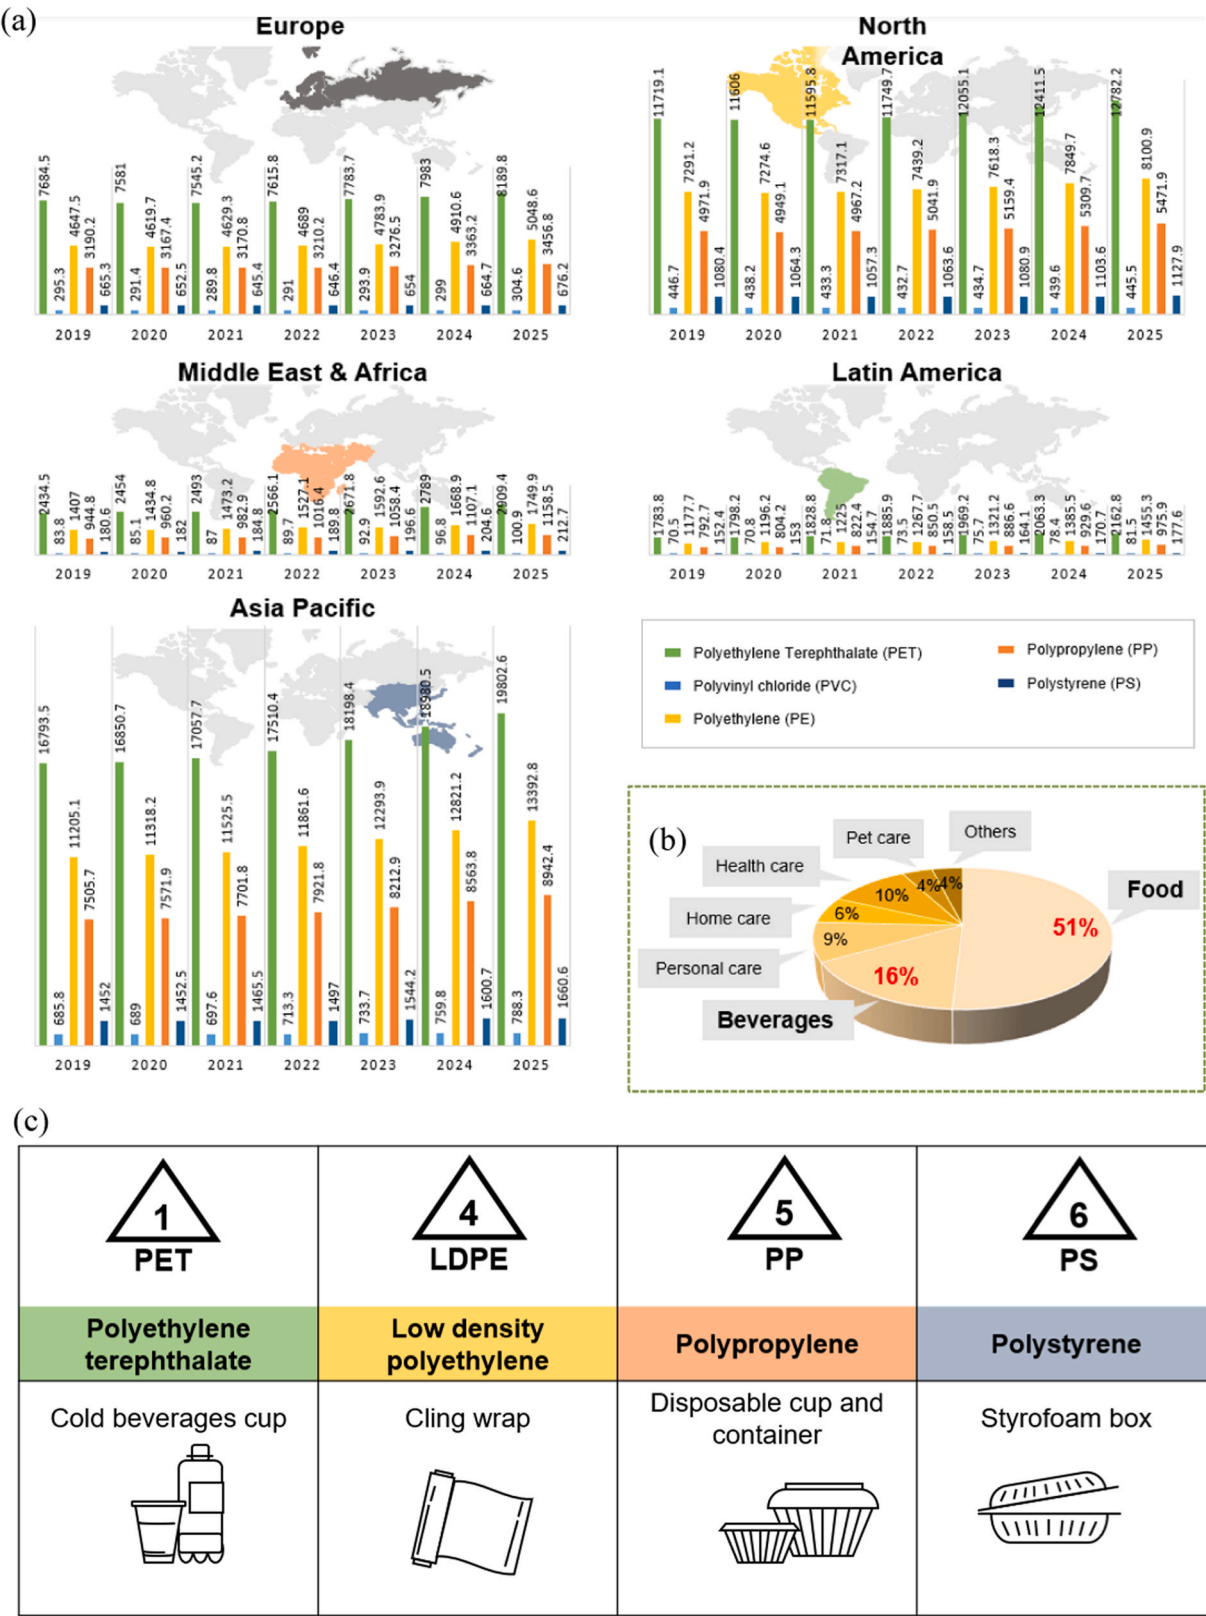 (a)
Europe
7684.5 295.3 4647.5 3190.2 665.3 7581 291.4 4619.7 3167.4 652.5 7545.2 289.8 4629.3 3170.8 645.4 7615.8 291 4689 3210.2 646.4 7783.7 293.9 4783.9 3276.5 654 7983 299 4910.6 3363.2 664.7 8189.8 304.6 5048.6 3456.8 676.2
2019 2020 2021 2022 2023 2024 2025
North
America
11719.1 446.7 7291.2 4971.9 1080.4 11606 438.2 7274.6 4949.1 1064.3 11595.8 433.3 7317.1 4967.2 1057.3 11749.7 432.7 7439.2 5041.9 1063.6 12055.1 434.7 7618.3 5159.4 1080.9 12411.5 439.6 7849.7 5309.7 1103.6 12782.2 445.5 8100.9 5471.9 1127.9
2019 2020 2021 2022 2023 2024 2025
Middle East & Africa
2434.5 83.8 1407 944.8 180.6 2454 85.1 1434.8 960.2 182 2493 87 1473.2 982.9 184.8 2566.1 89.7 1527.1 1016.4 189.8 2671.8 92.9 1592.6 1058.4 196.6 2789 96.8 1668.9 1107.1 204.6 2909.4 100.9 1749.9 1158.5 212.7
2019 2020 2021 2022 2023 2024 2025
Latin America
1783.8 70.5 1177.7 792.7 152.4 1798.2 70.8 1196.2 804.2 153 1828.8 71.8 1225 822.4 154.7 1885.9 73.5 1267.7 850.5 158.5 1969.2 75.7 1321.2 886.6 164.1 2063.3 78.4 1385.5 929.6 170.7 2162.8 81.5 1455.3 975.9 177.6
2019 2020 2021 2022 2023 2024 2025
Asia Pacific
16793.5 685.8 11205.1 7505.7 1452 16850.7 689 11318.2 7571.9 1452.5 17057.7 697.6 11525.5 7701.8 1465.5 17510.4 713.3 11861.6 7921.8 1497 18198.4 733.7 12293.9 8212.9 1544.2 18980.5 759.8 12821.2 8563.8 1600.7 19802.6 788.3 13392.8 8942.4 1660.6
2019 2020 2021 2022 2023 2024 2025
Polyethylene Terephthalate (PET)
Polyvinyl chloride (PVC)
Polyethylene (PE)
Polypropylene (PP)
Polystyrene (PS)
(b)
Pet care
Others
Health care
Home care
Personal care
Beverages
Food
4%
4%
10%
6%
9%
16%
51%
(c)
1
PET
4
LDPE
5
PP
6
PS
Polyethylene
terephthalate
Low density
polyethylene
Polypropylene
Polystyrene
Cold beverages cup
Cling wrap
Disposable cup and
container
Styrofoam box